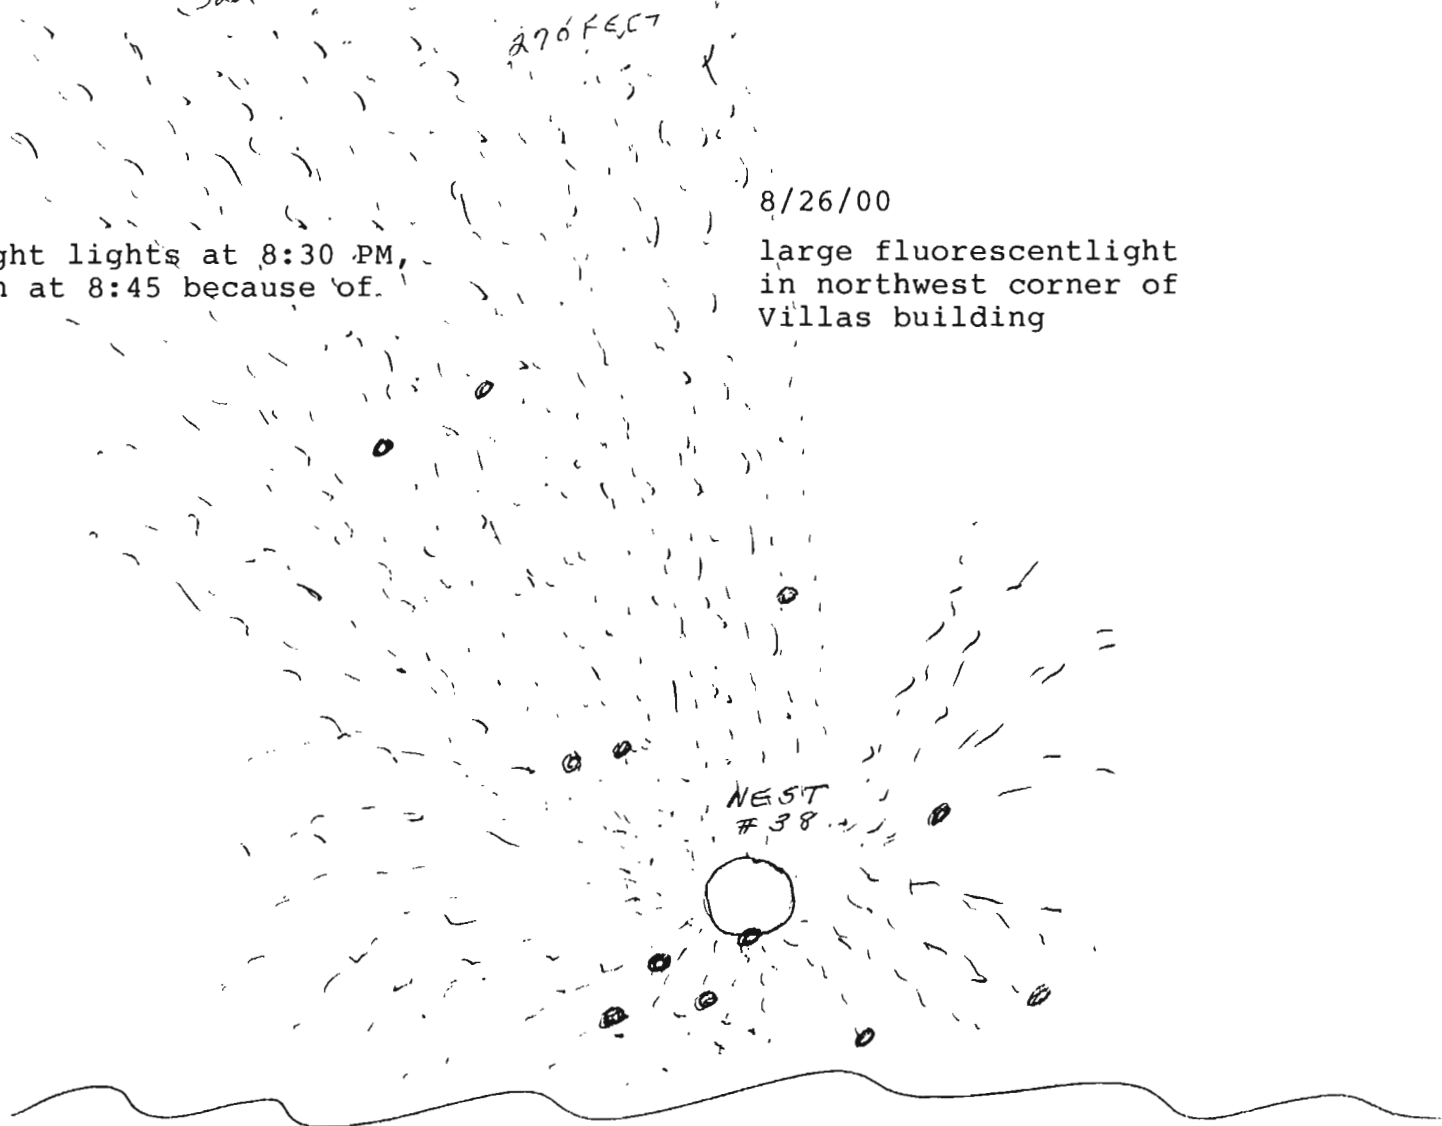 270 FEET
8/26/00
ght lights at 8:30 PM,
n at 8:45 because of
large fluorescentlight
in northwest corner of
Villas building
NEST
#38